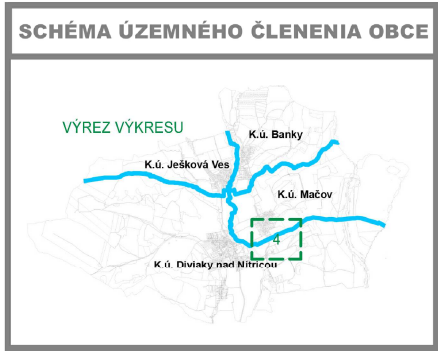 SCHÉMA ÚZEMNÉHO ČLENENIA OBCE
VÝREZ VÝKRESU
K.ú. Banky
K.ú. Ješková Ves
K.ú. Mačov
4
K.ú. Diviaky nad Nitricou